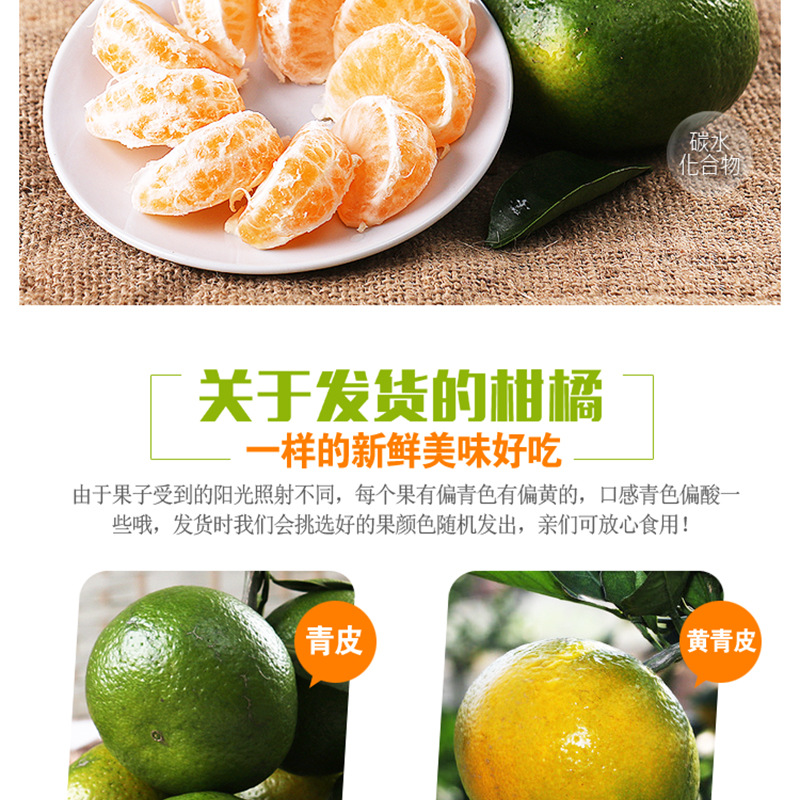 碳水
化合物
关于发货的柑橘
一样的新鲜美味好吃
由于果子受到的阳光照射不同，每个果有偏青色有偏黄的，口感青色偏酸一
些哦，发货时我们会挑选好的果颜色随机发出，亲们可放心食用！
青皮
黄青皮